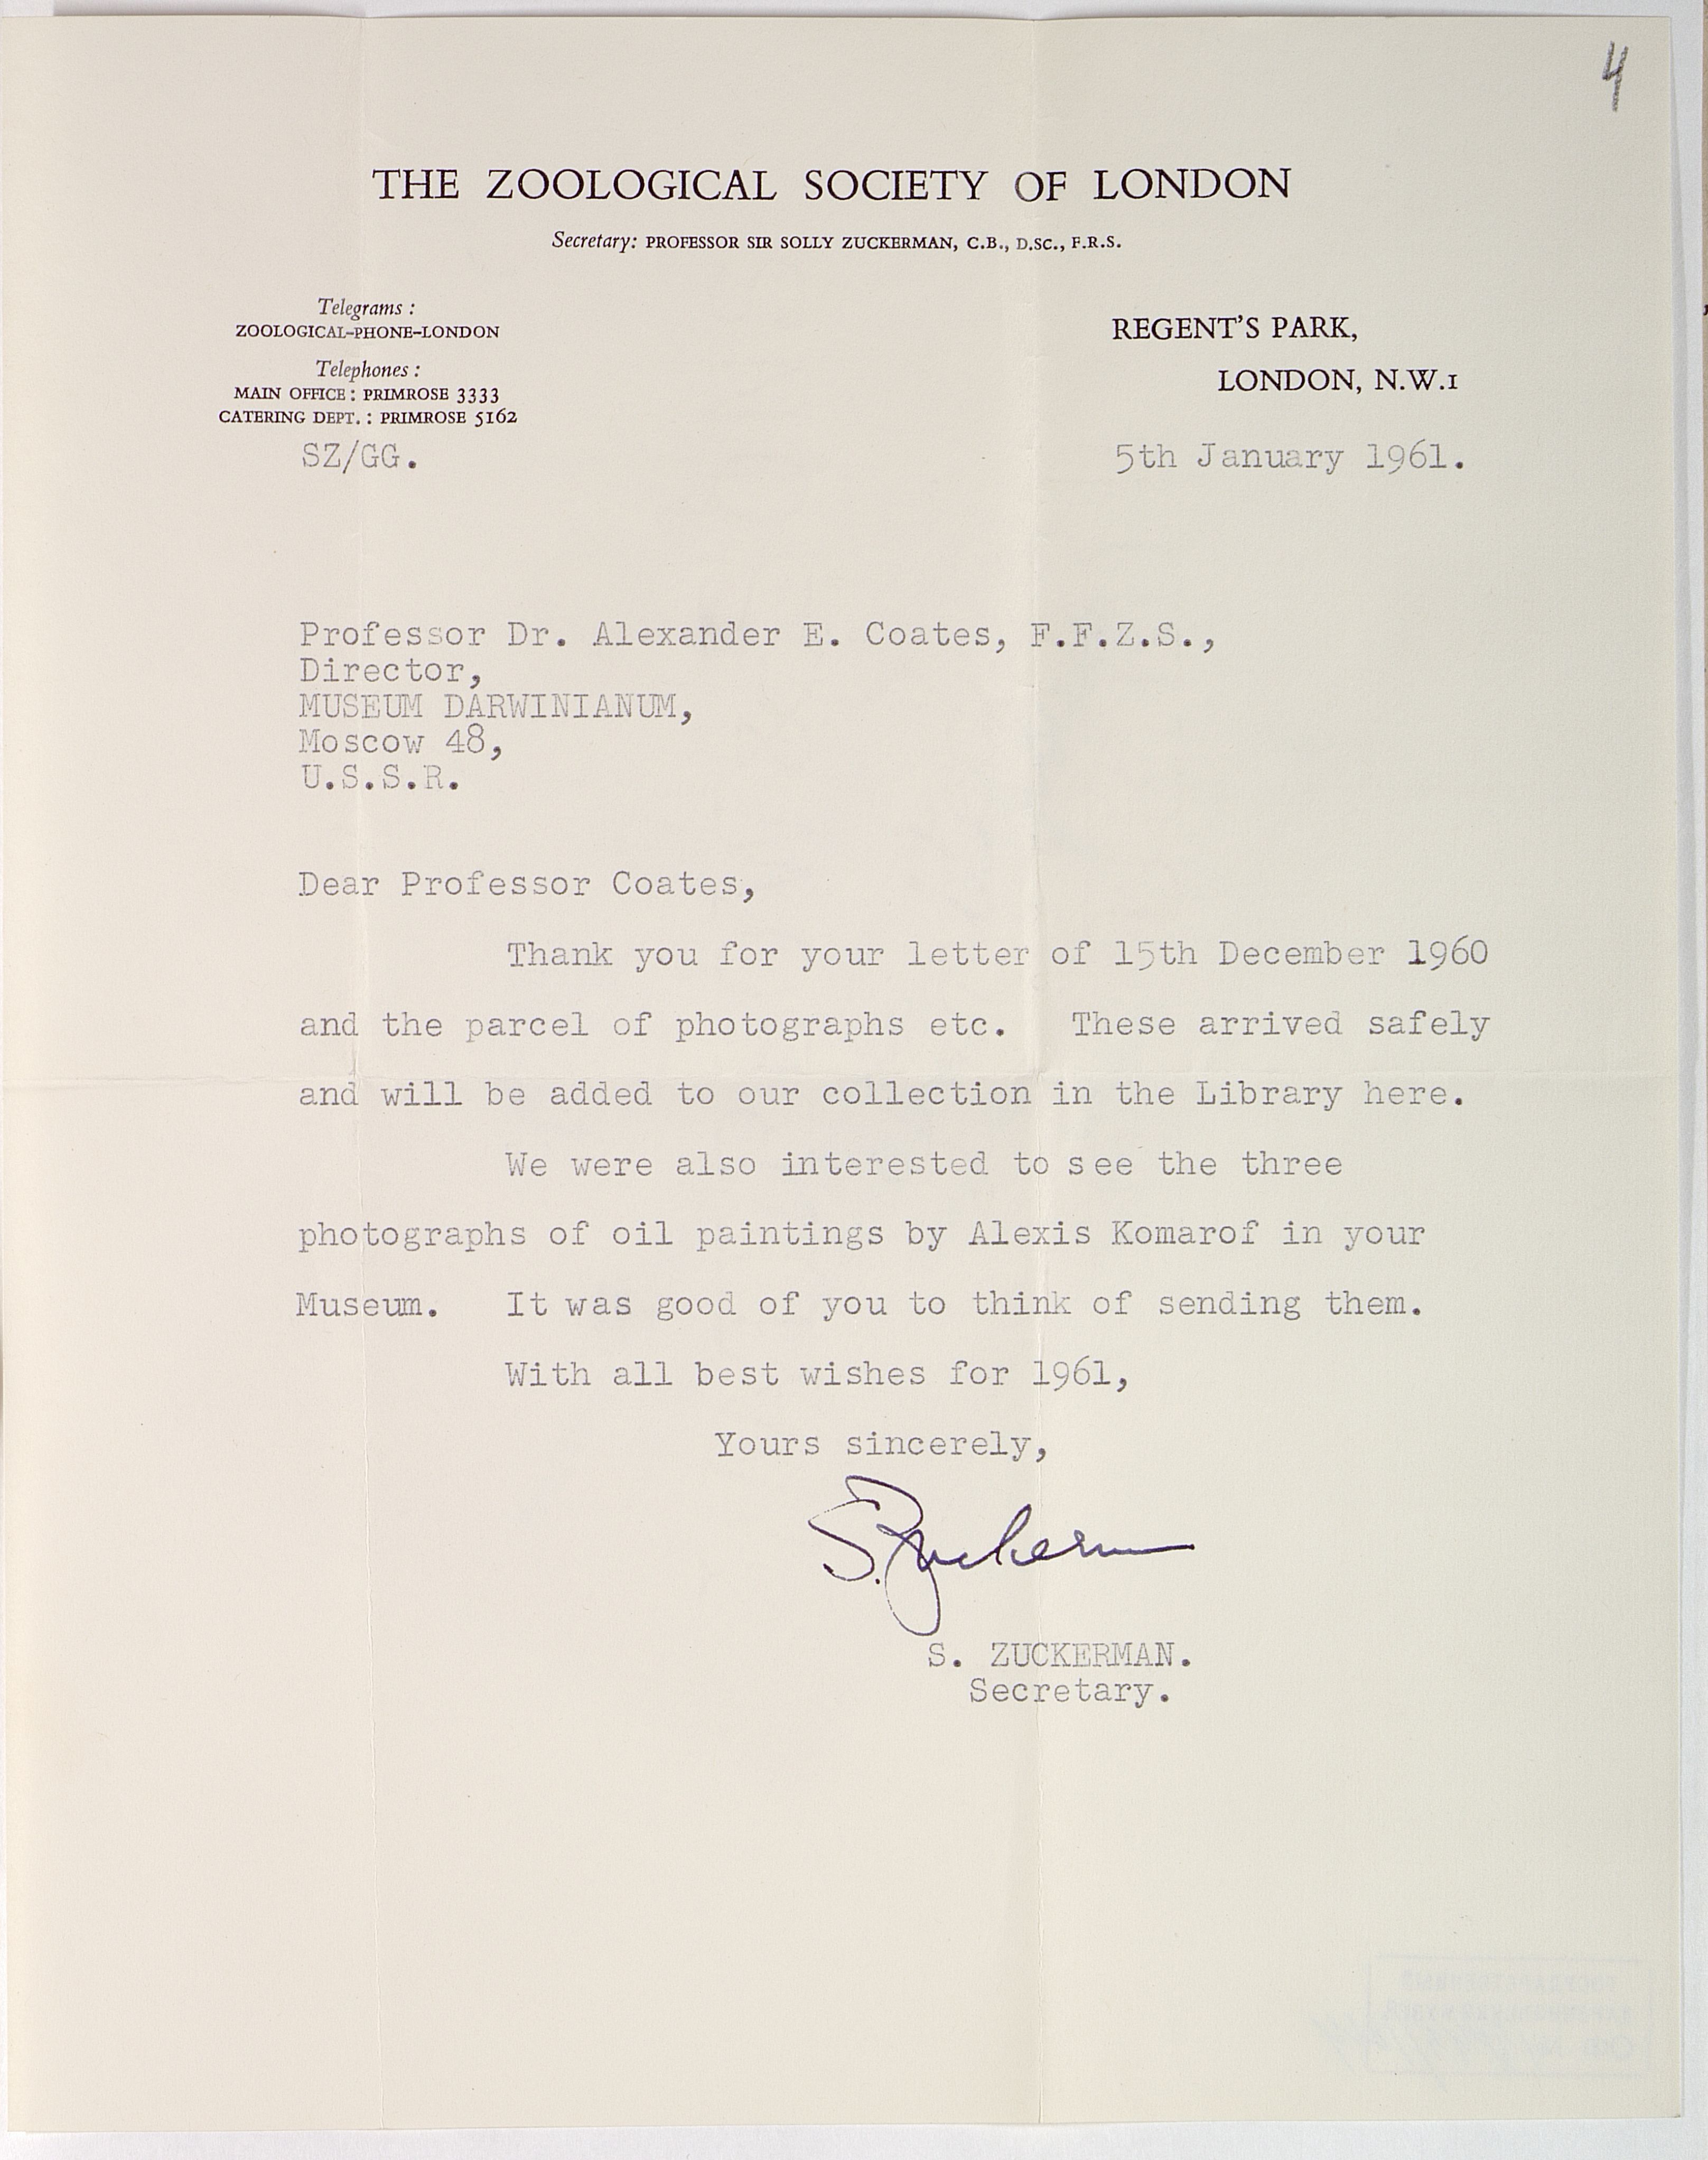 4
THE ZOOLOGICAL SOCIETY OF LONDON
Secretary: PROFESSOR SIR SOLLY ZUCKERMAN, C.B., D.SC., F.R.S.
Telegrams :
ZOOLOGICAL-PHONE-LONDON
Telephones :
MAIN OFFICE : PRIMROSE 3333
CATERING DEPT. : PRIMROSE 5162
REGENT'S PARK,
LONDON, N.W.1
SZ/GG.
5th January 1961.
Professor Dr. Alexander E. Coates, F.F.Z.S.,
Director,
MUSEUM DARWINIANUM,
Moscow 48,
U.S.S.R.
Dear Professor Coates,
Thank you for your letter of 15th December 1960
and the parcel of photographs etc. These arrived safely
and will be added to our collection in the Library here.
We were also interested to see the three
photographs of oil paintings by Alexis Komarof in your
Museum. It was good of you to think of sending them.
With all best wishes for 1961,
Yours sincerely,
S. Zuckerman
S. ZUCKERMAN.
Secretary.